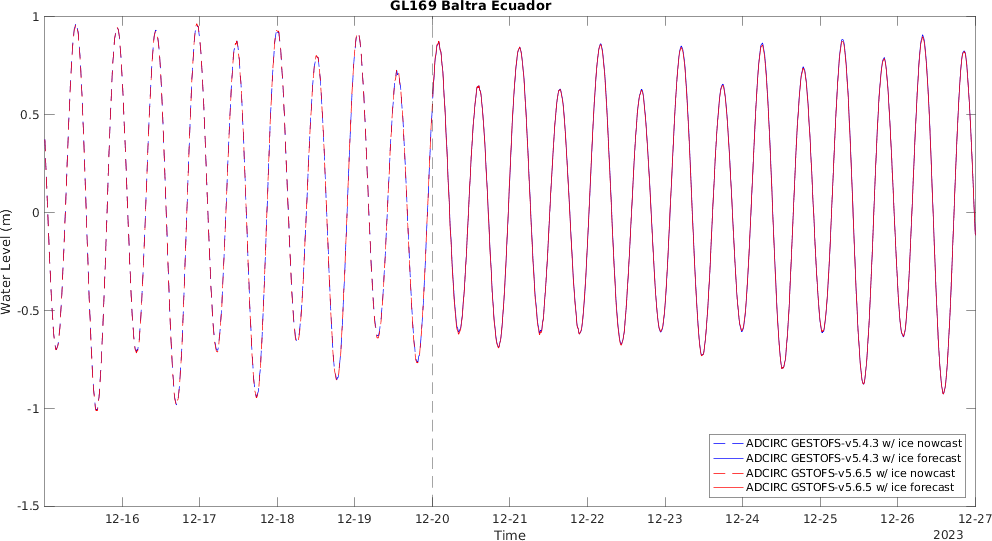 GL169 Baltra Ecuador
1
0.5
0
-0.5
-1
-1.5
Water Level (m)
12-16 12-17 12-18 12-19 12-20 12-21 12-22 12-23 12-24 12-25 12-26 12-27
Time
2023
ADCIRC GESTOFS-v5.4.3 w/ ice nowcast
ADCIRC GESTOFS-v5.4.3 w/ ice forecast
ADCIRC GSTOFS-v5.6.5 w/ ice nowcast
ADCIRC GSTOFS-v5.6.5 w/ ice forecast